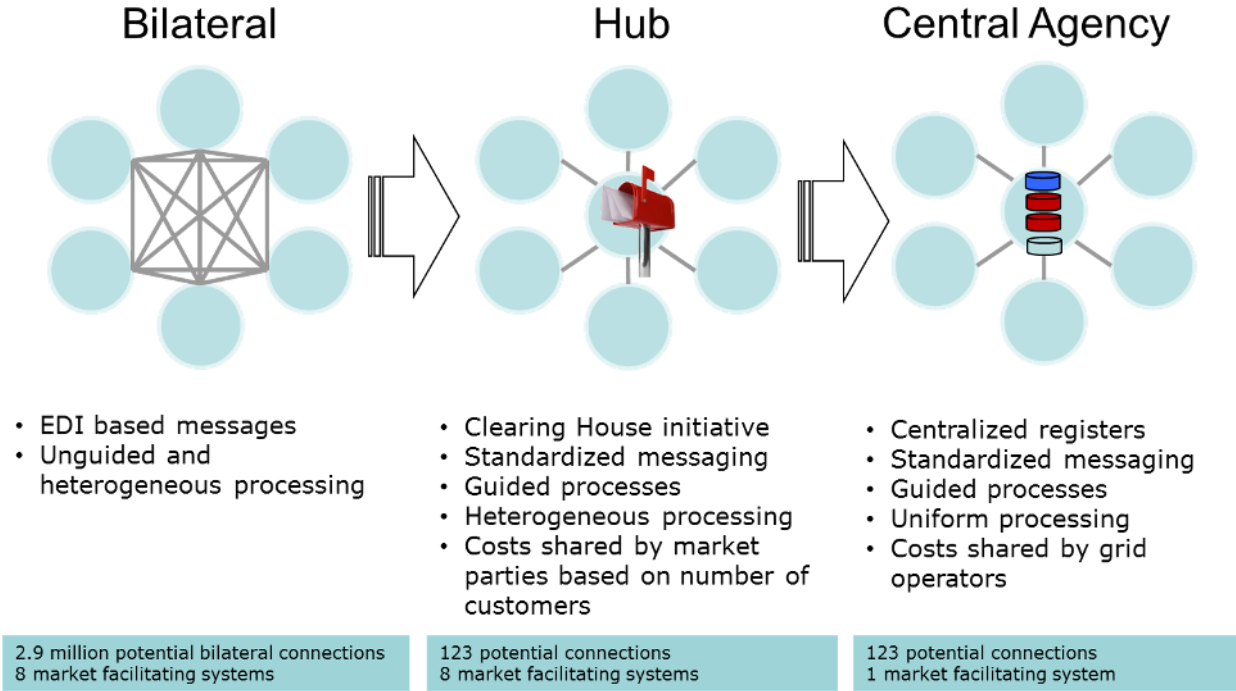 Bilateral
• EDI based messages
• Unguided and
heterogeneous processing
2.9 million potential bilateral connections
8 market facilitating systems
Hub
• Clearing House initiative
• Standardized messaging
• Guided processes
• Heterogeneous processing
• Costs shared by market
parties based on number of
customers
123 potential connections
8 market facilitating systems
Central Agency
• Centralized registers
• Standardized messaging
• Guided processes
• Uniform processing
• Costs shared by grid
operators
123 potential connections
1 market facilitating system